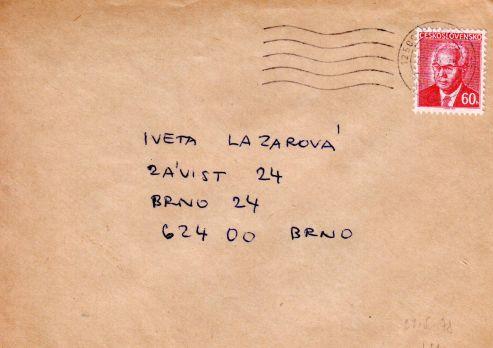 ČESKOSLOVENSKO
60h
IVETA LAZAROVÁ
ZÁVIST 24
BRNO 24
624 00 BRNO